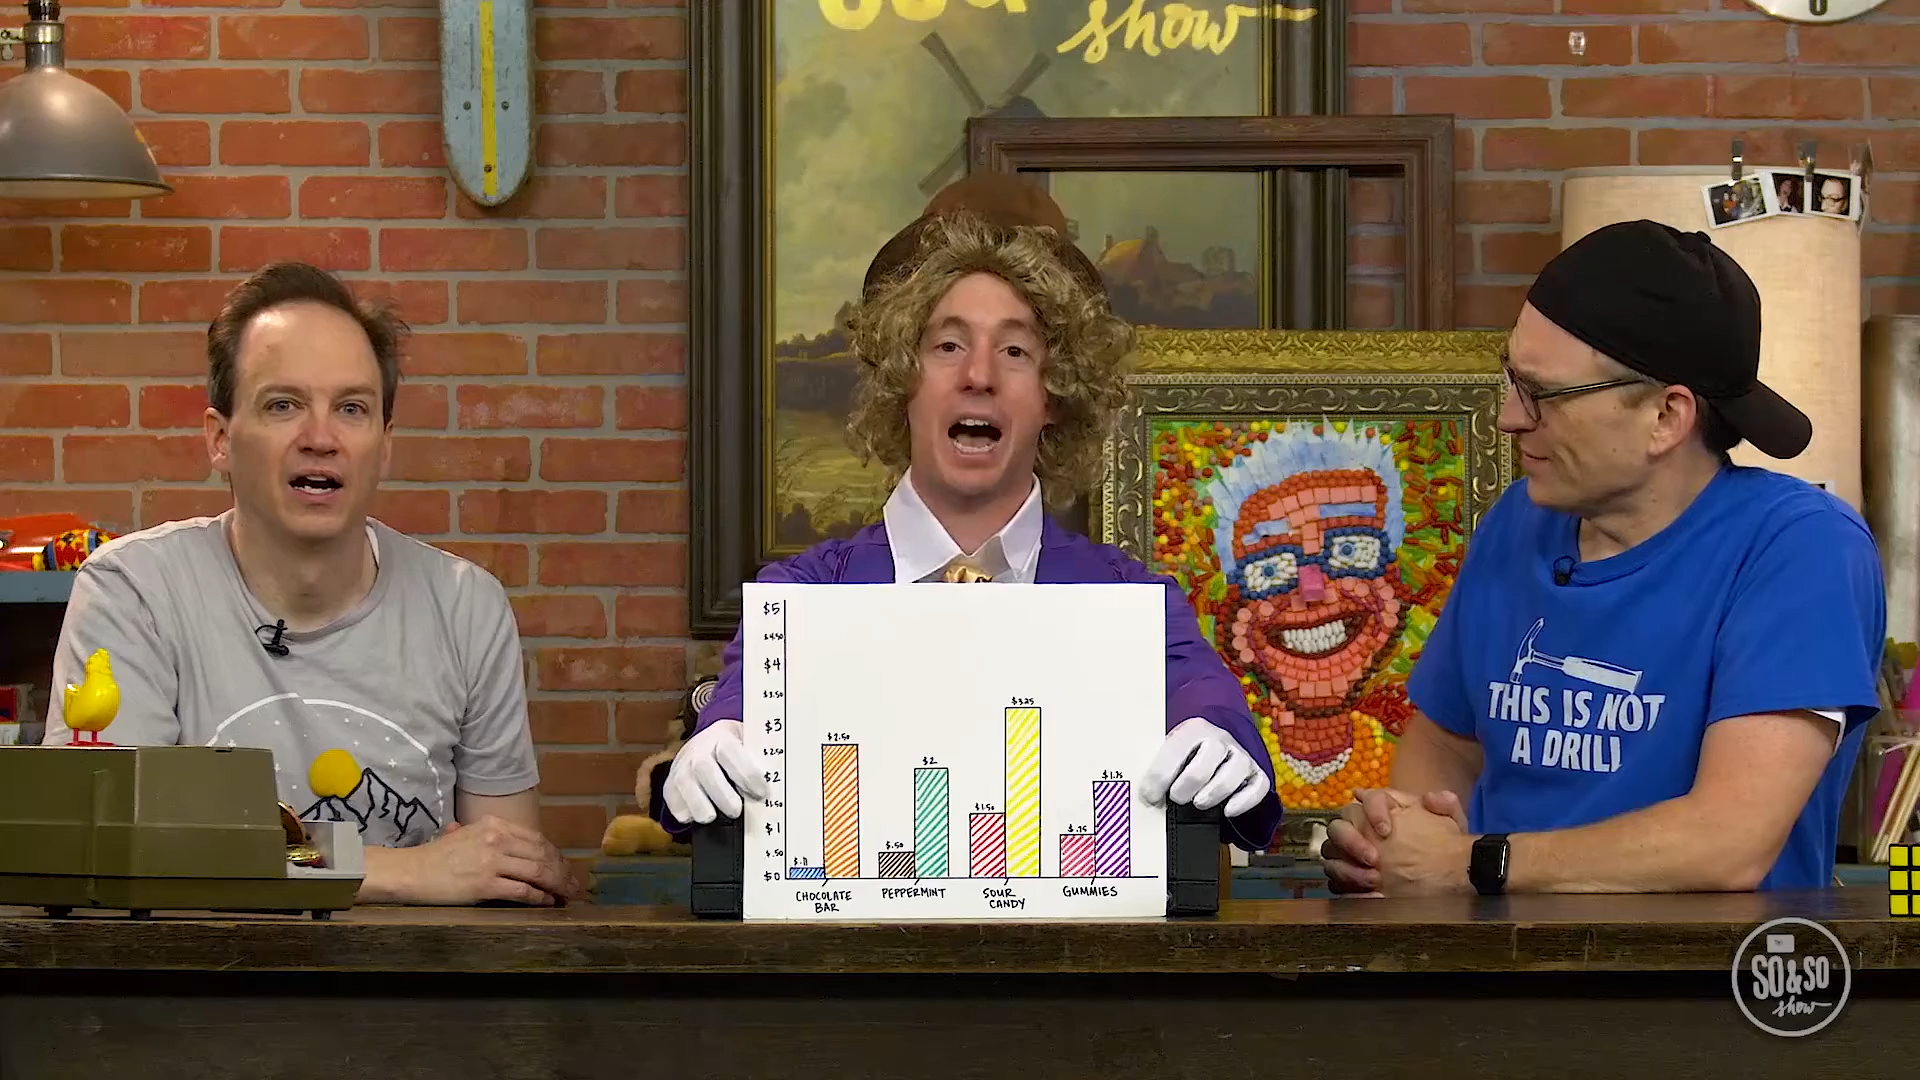 show
$5
$4.50
$4
$3.50
$3
$2.50
$2
$1.50
$1
$.50
$0
$.11
$2.50
$.50
$2
$1.50
$3.25
$.75
$1.75
CHOCOLATE
BAR
PEPPERMINT
SOUR
CANDY
GUMMIES
THIS IS NOT
A DRILL
SO&SO
show